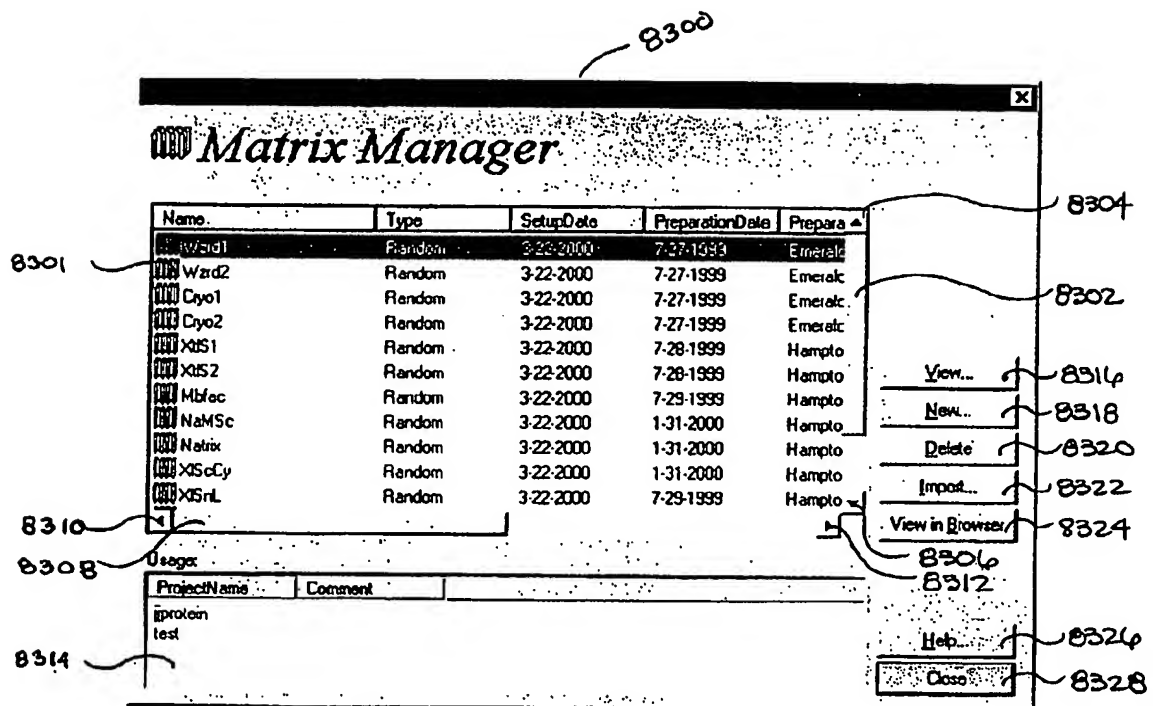 8300
Matrix Manager
Name Type SetupDate PreparationDate Prepara
8304
Wzrd1 Random 3-22-2000 7-27-1999 Emeralc
8301
Wzrd2 Random 3-22-2000 7-27-1999 Emeralc
8302
Cryo1 Random 3-22-2000 7-27-1999 Emeralc
Cryo2 Random 3-22-2000 7-27-1999 Emeralc
XtlS1 Random 3-22-2000 7-28-1999 Hampto
XtlS2 Random 3-22-2000 7-28-1999 Hampto
View... 8316
Mbfac Random 3-22-2000 7-29-1999 Hampto
New... 8318
NaMSc Random 3-22-2000 1-31-2000 Hampto
Natrix Random 3-22-2000 1-31-2000 Hampto
Delete 8320
XlScCy Random 3-22-2000 1-31-2000 Hampto
Import... 8322
XlSnL Random 3-22-2000 7-29-1999 Hampto
8310
View in Browser 8324
8308
Usage:
8306
8312
ProjectName Comment
protein
test
Help... 8326
8314
Close 8328